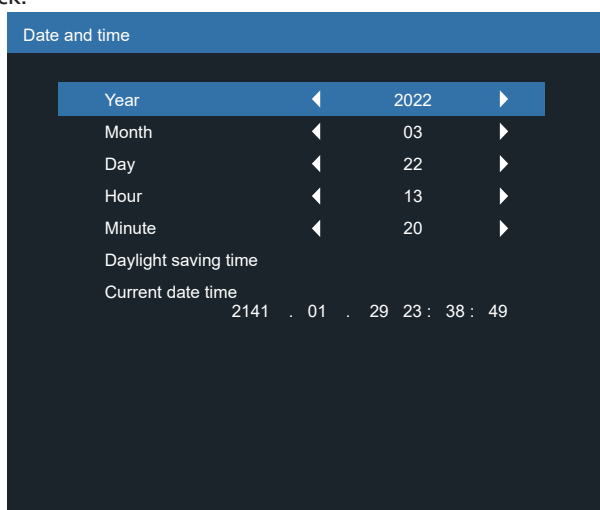 ck.
Date and time
Year 2022
Month 03
Day 22
Hour 13
Minute 20
Daylight saving time
Current date time
2141 . 01 . 29 23 : 38 : 49